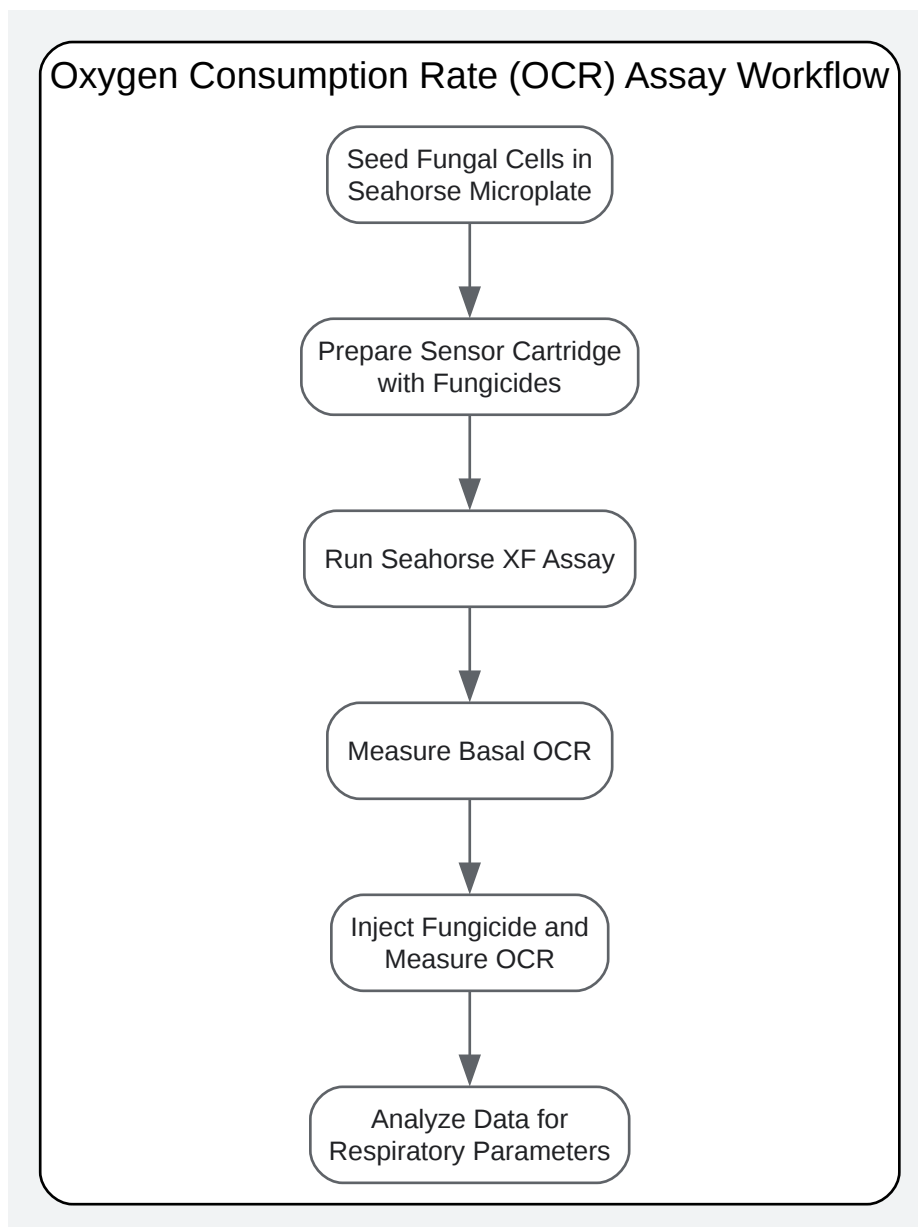 Oxygen Consumption Rate (OCR) Assay Workflow
Seed Fungal Cells in
Seahorse Microplate
Prepare Sensor Cartridge
with Fungicides
Run Seahorse XF Assay
Measure Basal OCR
Inject Fungicide and
Measure OCR
Analyze Data for
Respiratory Parameters